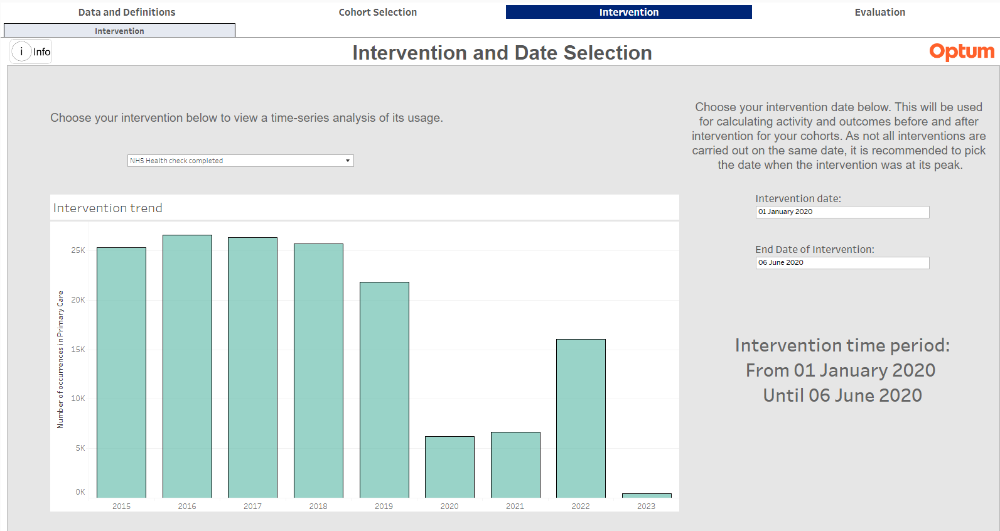 Data and Definitions
Cohort Selection
Intervention
Evaluation
Intervention
i Info
Intervention and Date Selection
Optum
Choose your intervention below to view a time-series analysis of its usage.
NHS Health check completed
Choose your intervention date below. This will be used
for calculating activity and outcomes before and after
intervention for your cohorts. As not all interventions are
carried out on the same date, it is recommended to pick
the date when the intervention was at its peak.
Intervention date:
01 January 2020
End Date of Intervention:
06 June 2020
Intervention time period:
From 01 January 2020
Until 06 June 2020
Intervention trend
Number of occurrences in Primary Care
25K
20K
15K
10K
5K
0K
2015
2016
2017
2018
2019
2020
2021
2022
2023